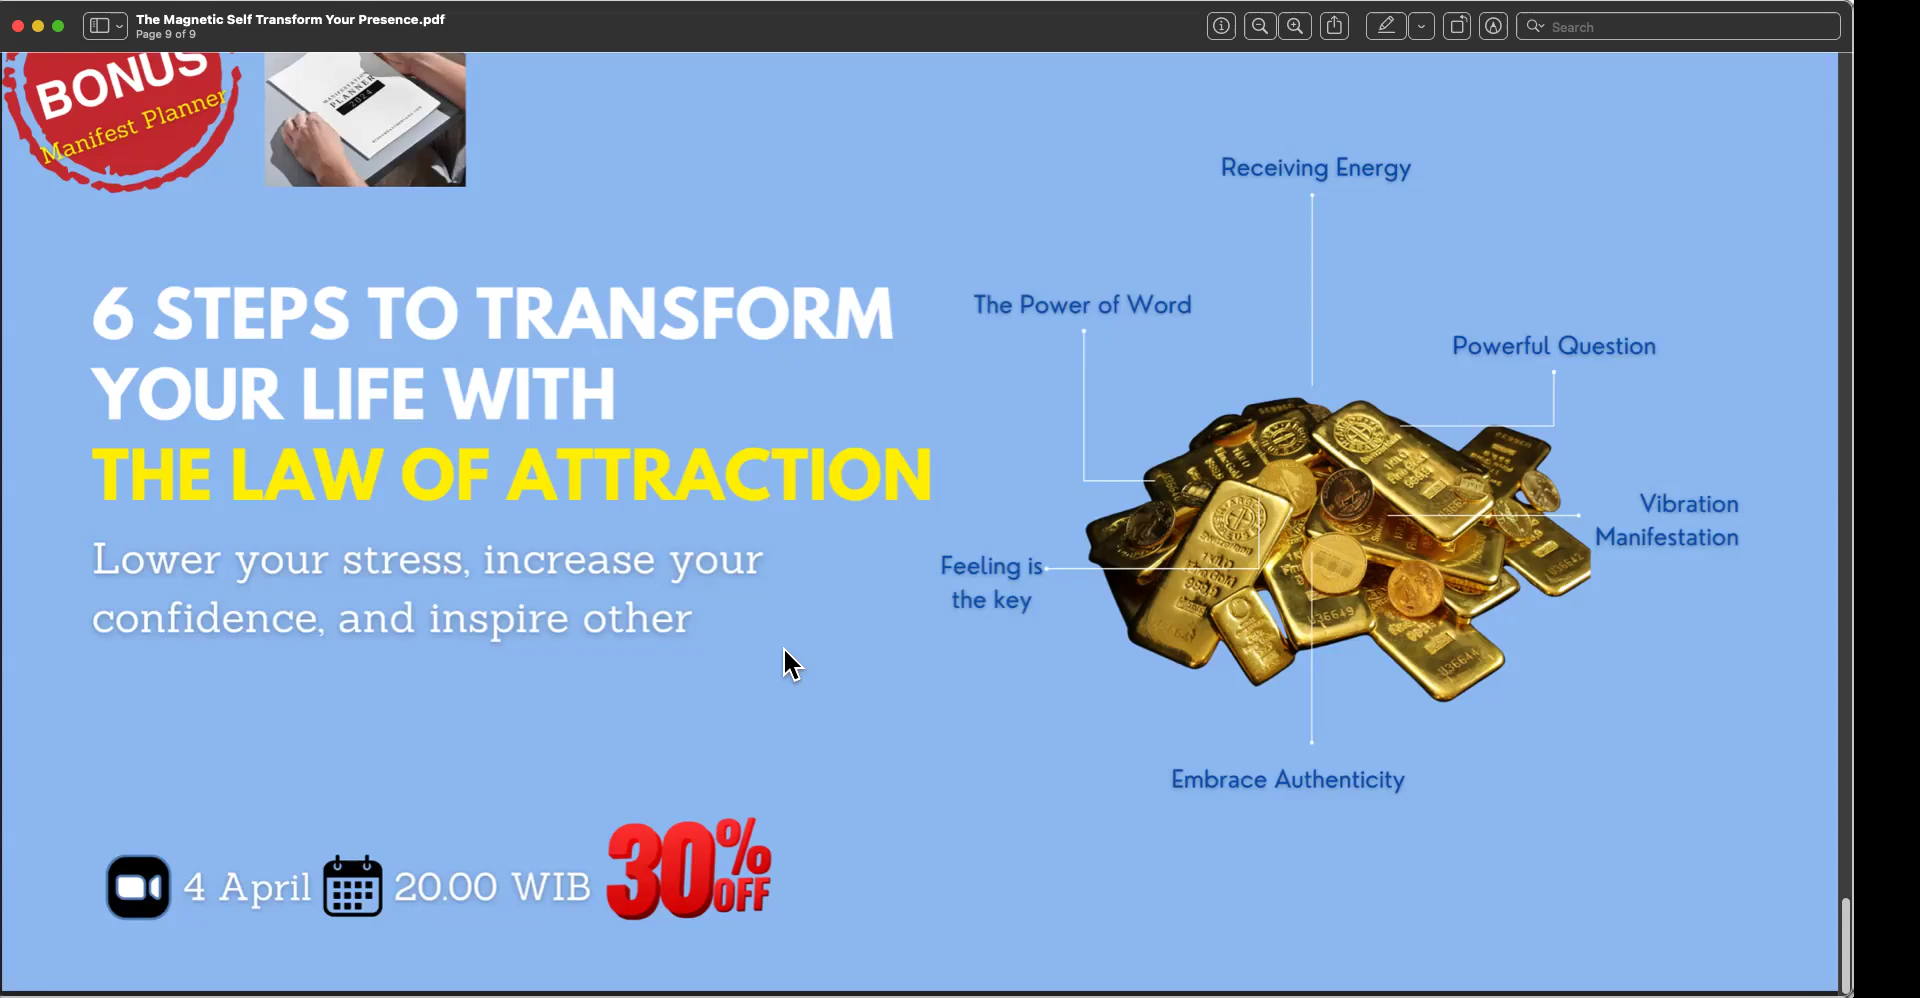 The Magnetic Self Transform Your Presence.pdf
Page 9 of 9
Search
BONUS
Manifest Planner
MANIFESTATION
PLANNER
2024
Receiving Energy
The Power of Word
Powerful Question
6 STEPS TO TRANSFORM
YOUR LIFE WITH
THE LAW OF ATTRACTION
Lower your stress, increase your
confidence, and inspire other
Vibration
Manifestation
Feeling is
the key
Embrace Authenticity
4 April
20.00 WIB
30%
OFF